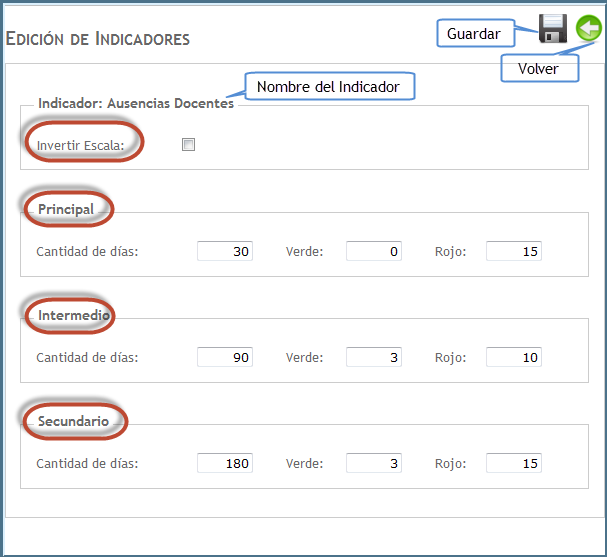 Guardar
EDICIÓN DE INDICADORES
Volver
Nombre del Indicador
Indicador: Ausencias Docentes
Invertir Escala:
Principal
Cantidad de días: 30 Verde: 0 Rojo: 15
Intermedio
Cantidad de días: 90 Verde: 3 Rojo: 10
Secundario
Cantidad de días: 180 Verde: 3 Rojo: 15